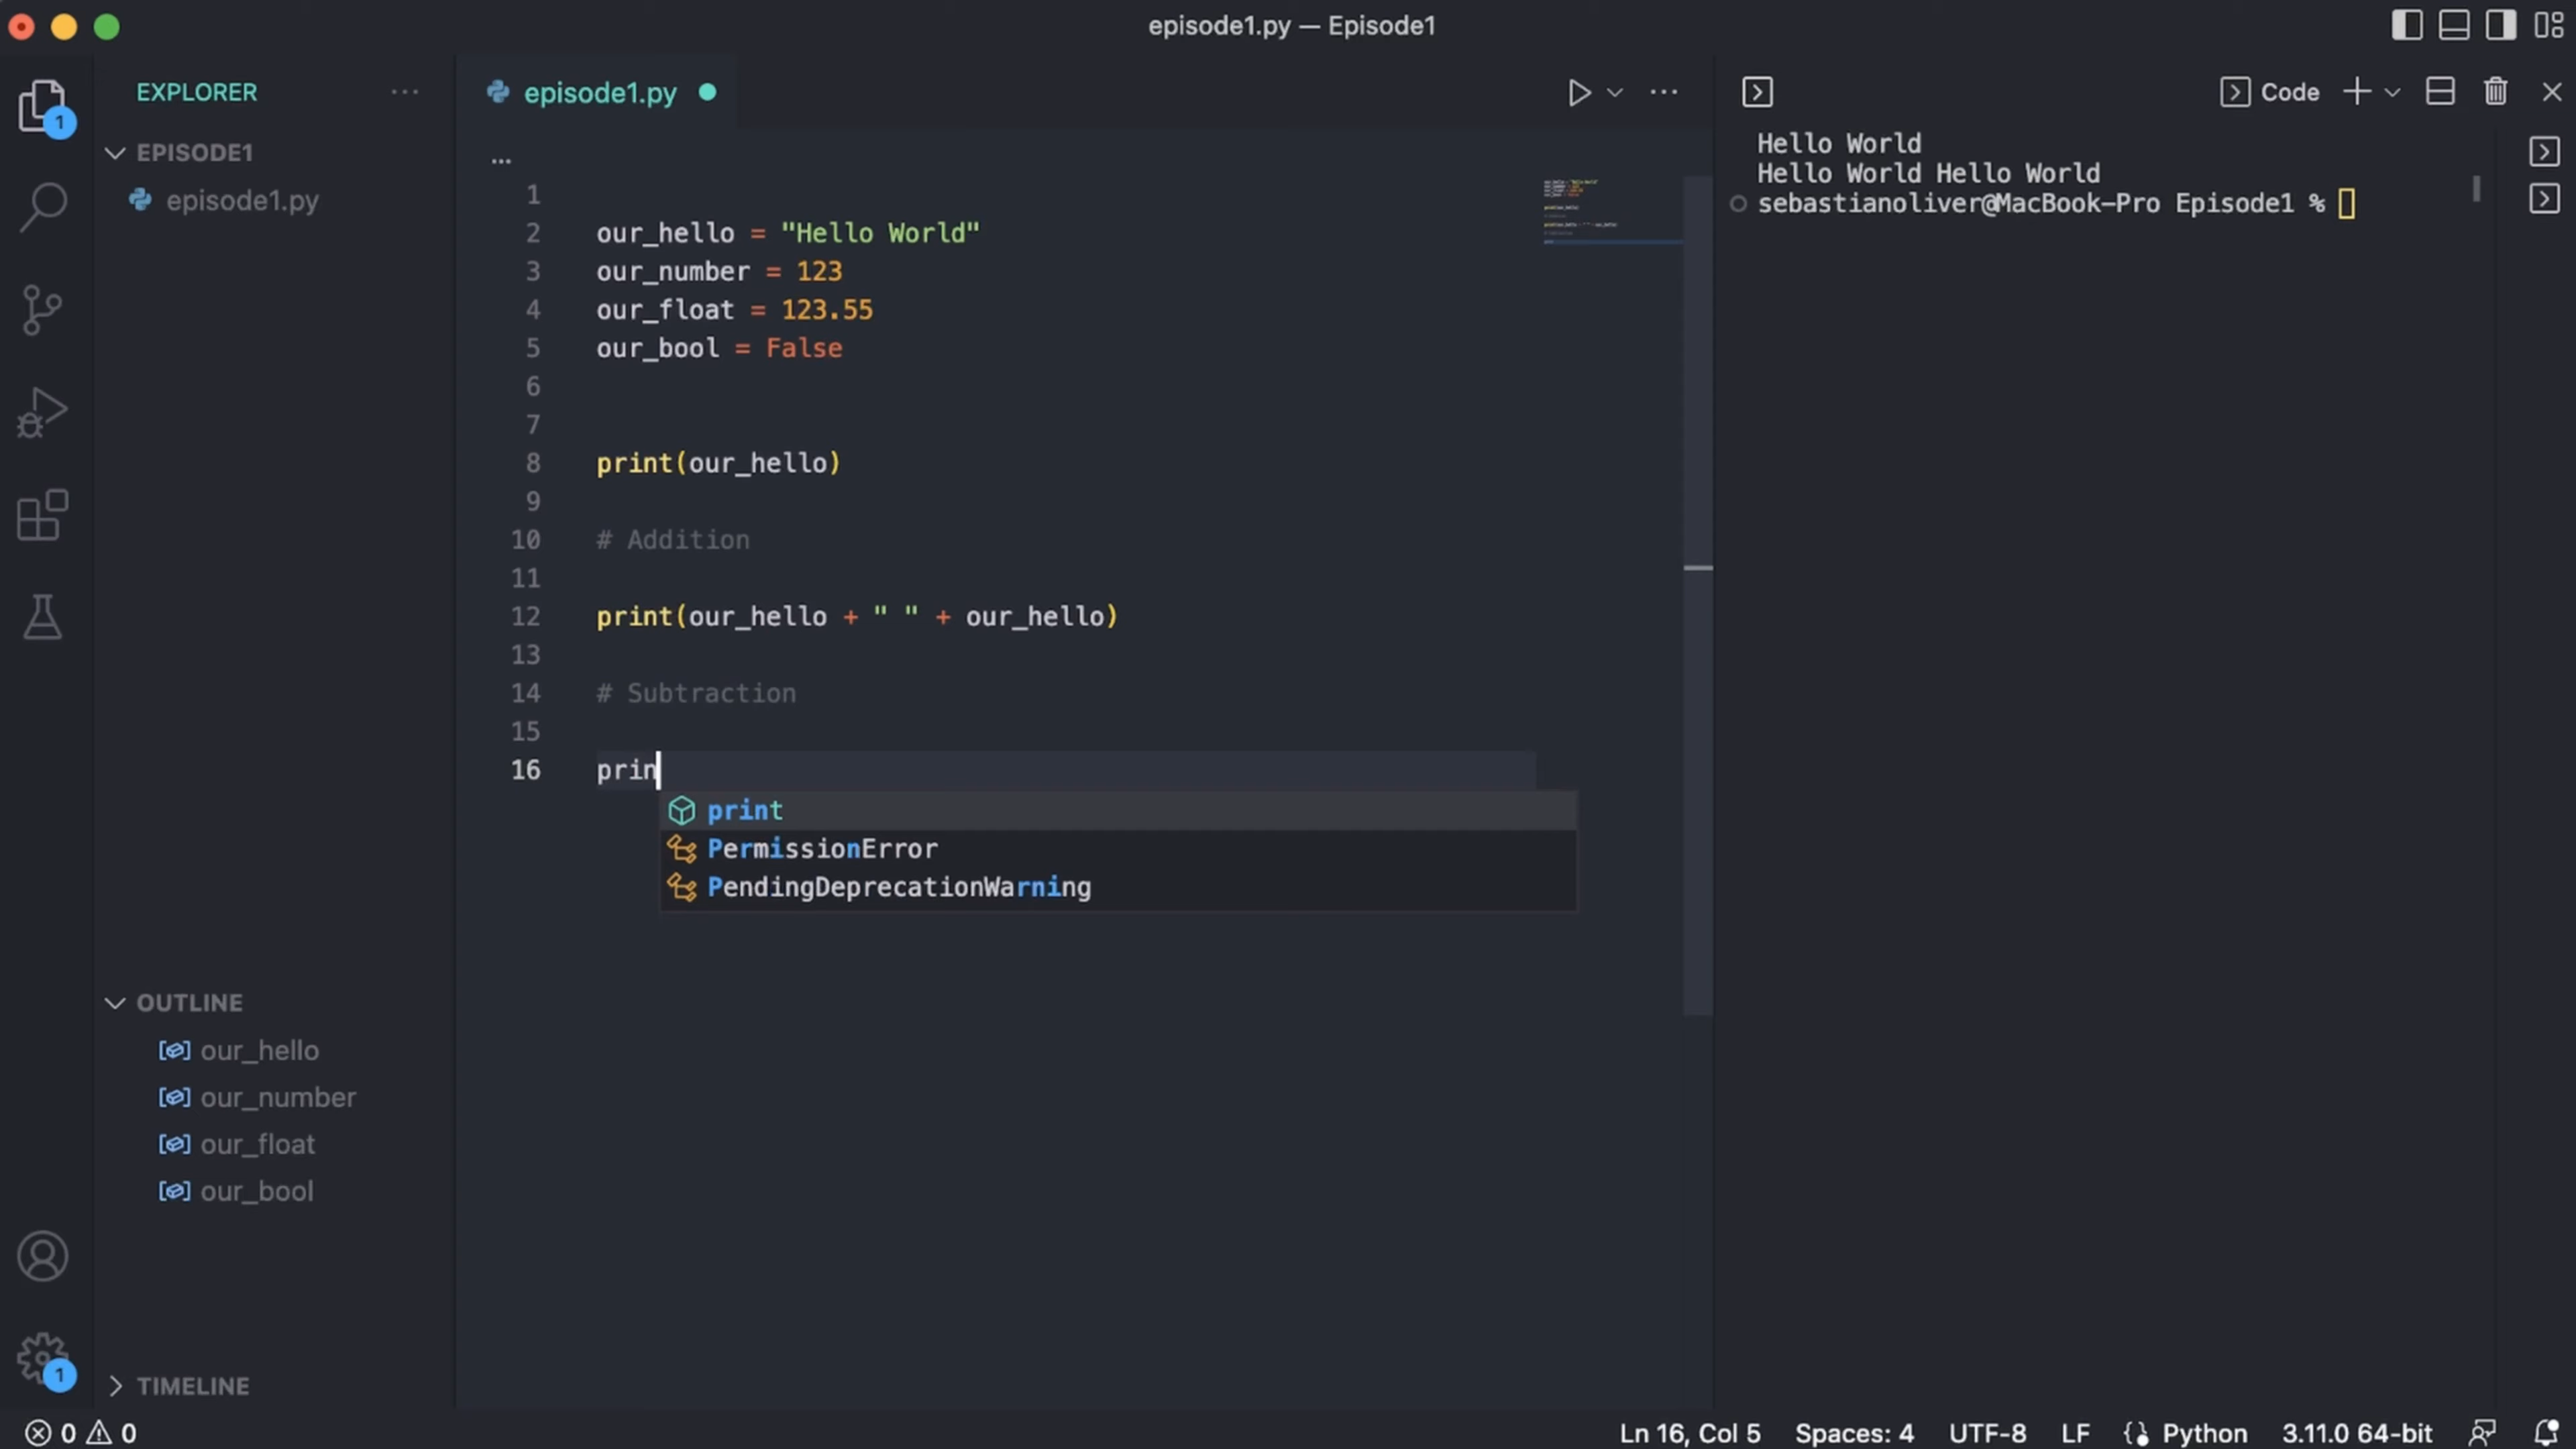 episode1.py — Episode1
EXPLORER
EPISODE1
episode1.py
OUTLINE
our_hello
our_number
our_float
our_bool
TIMELINE
1
1
episode1.py
...
1
2 our_hello = "Hello World"
3 our_number = 123
4 our_float = 123.55
5 our_bool = False
6
7
8 print(our_hello)
9
10 # Addition
11
12 print(our_hello + " " + our_hello)
13
14 # Subtraction
15
16 prin
print
PermissionError
PendingDeprecationWarning
Code
Hello World
Hello World Hello World
sebastianoliver@MacBook-Pro Episode1 %
0 0
Ln 16, Col 5 Spaces: 4 UTF-8 LF Python 3.11.0 64-bit